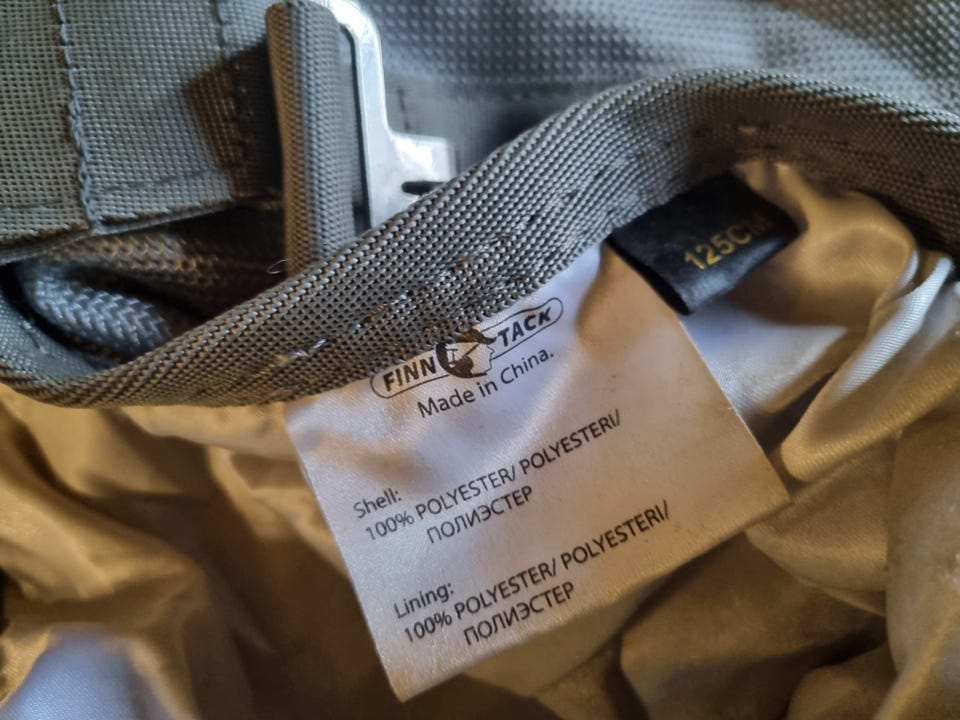 125CM
FINN TACK
Made in China.
Shell:
100% POLYESTER/ POLYESTERI/
ПОЛИЭСТЕР
Lining:
100% POLYESTER/ POLYESTERI/
ПОЛИЭСТЕР